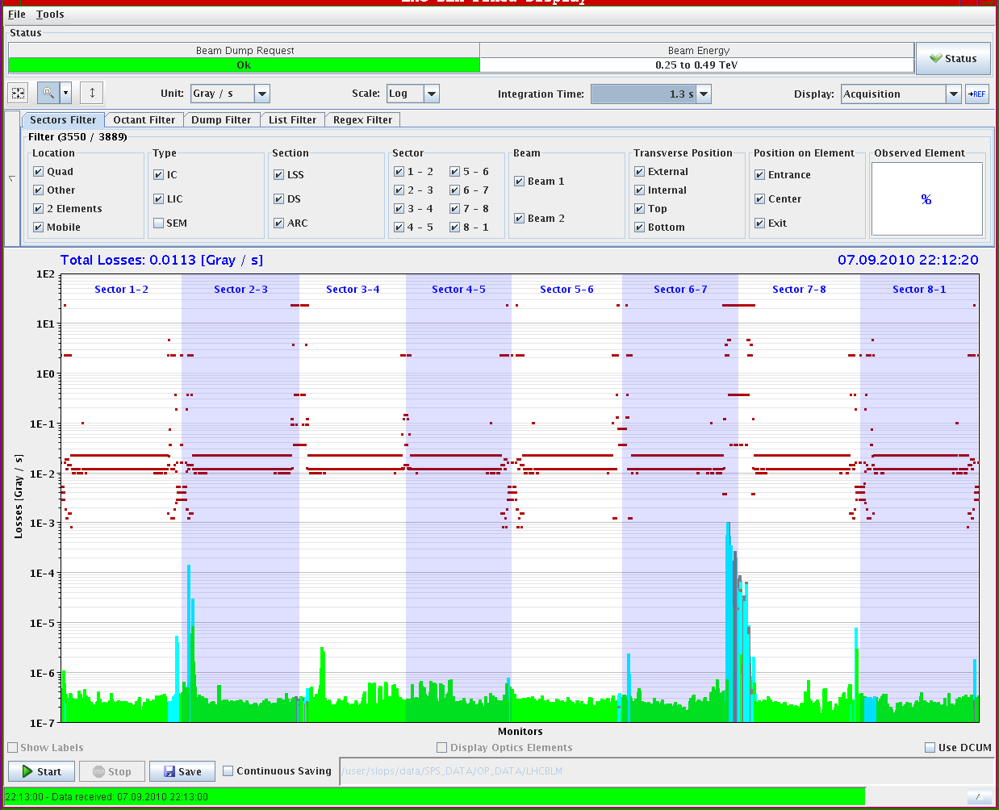 LHC BLM Fixed Display
File Tools
Status
Beam Dump Request
Beam Energy
Ok
0.25 to 0.49 TeV
Status
Unit: Gray / s
Scale: Log
Integration Time: 1.3 s
Display: Acquisition
→REF
Sectors Filter
Octant Filter
Dump Filter
List Filter
Regex Filter
Filter (3550 / 3889)
Location
Quad
Other
2 Elements
Mobile
Type
IC
LIC
SEM
Section
LSS
DS
ARC
Sector
1 - 2
5 - 6
2 - 3
6 - 7
3 - 4
7 - 8
4 - 5
8 - 1
Beam
Beam 1
Beam 2
Transverse Position
External
Internal
Top
Bottom
Position on Element
Entrance
Center
Exit
Observed Element
%
Total Losses: 0.0113 [Gray / s]
07.09.2010 22:12:20
Sector 1-2
Sector 2-3
Sector 3-4
Sector 4-5
Sector 5-6
Sector 6-7
Sector 7-8
Sector 8-1
Losses [Gray / s]
1E2
1E1
1E0
1E-1
1E-2
1E-3
1E-4
1E-5
1E-6
1E-7
Monitors
Show Labels
Display Optics Elements
Use DCUM
Start
STOP
Stop
Save
Continuous Saving
/user/slops/data/SPS_DATA/OP_DATA/LHCBLM
22:13:00 - Data received: 07.09.2010 22:13:00